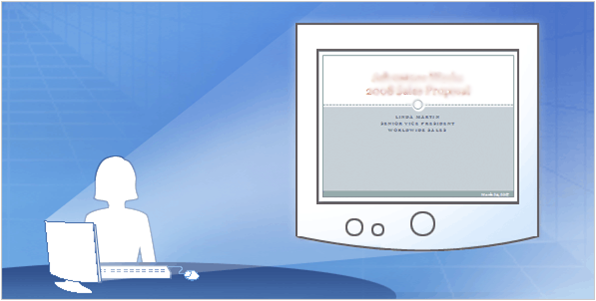 Adventure Works
2008 Sales Proposal
LINDA MARTIN
SENIOR VICE PRESIDENT
WORLDWIDE SALES